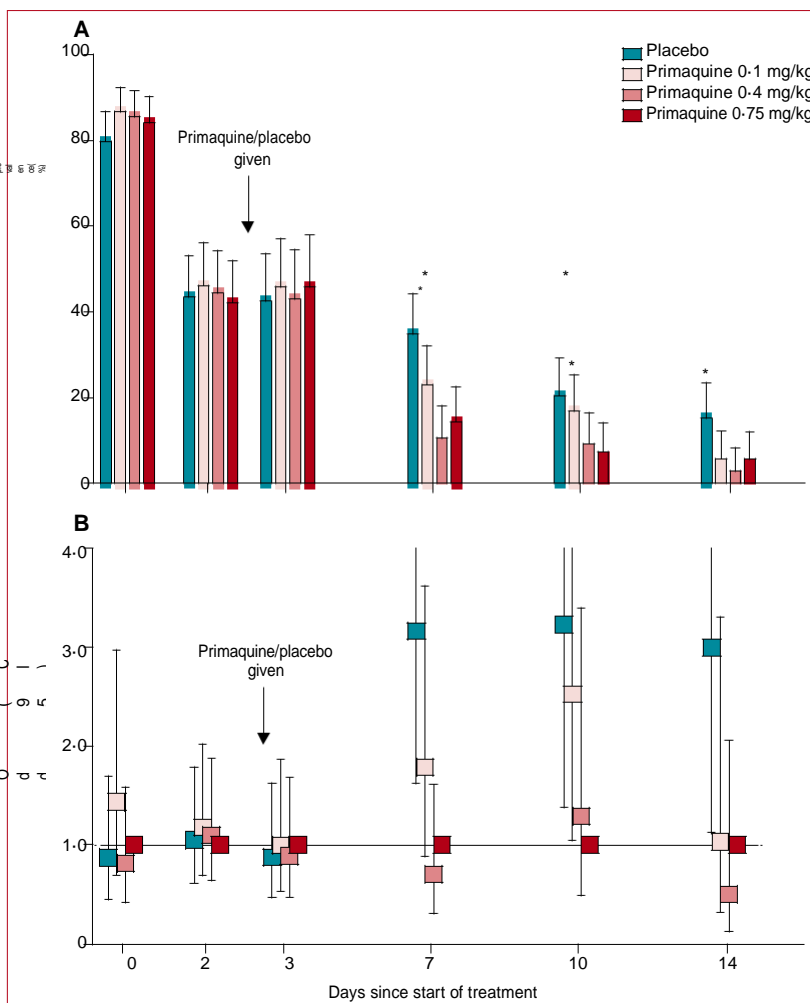 A
100
80
60
40
20
0
Placebo
Primaquine 0·1 mg/kg
Primaquine 0·4 mg/kg
Primaquine 0·75 mg/kg
Primaquine/placebo
given
*
*
*
*
*
B
4·0
3·0
2·0
1·0
0
Primaquine/placebo
given
0 2 3 7 10 14
Days since start of treatment